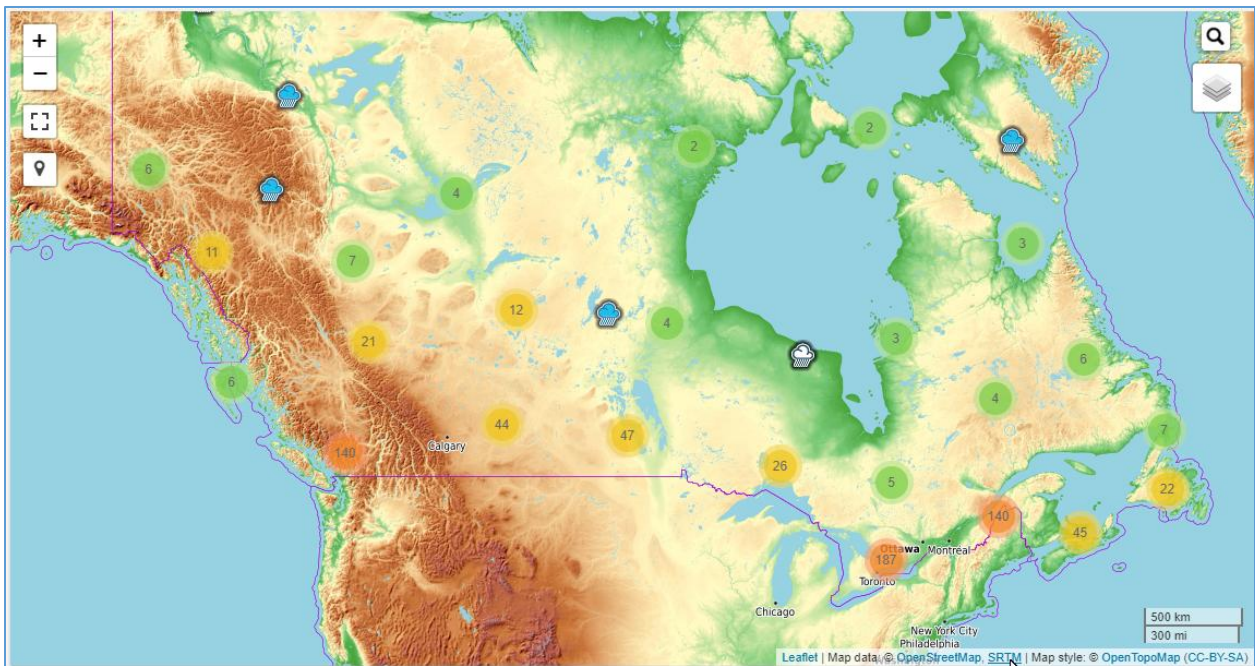 +
−
2
2
6
4
3
11
7
12
4
3
21
6
6
4
44
47
7
Calgary
140
26
5
22
140
45
Ottawa
Montreal
187
Toronto
Chicago
New York City
Philadelphia
500 km
300 mi
Leaflet | Map data: © OpenStreetMap, SRTM | Map style: © OpenTopoMap (CC-BY-SA)